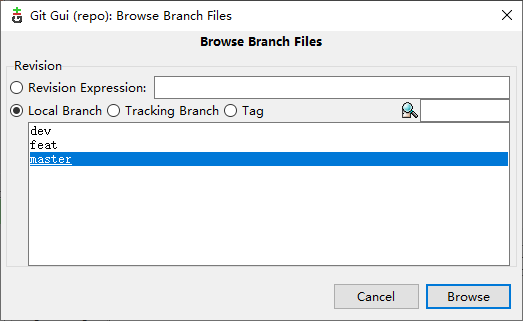 Git Gui (repo): Browse Branch Files
Browse Branch Files
Revision
Revision Expression:
Local Branch Tracking Branch Tag
dev
feat
master
Cancel Browse